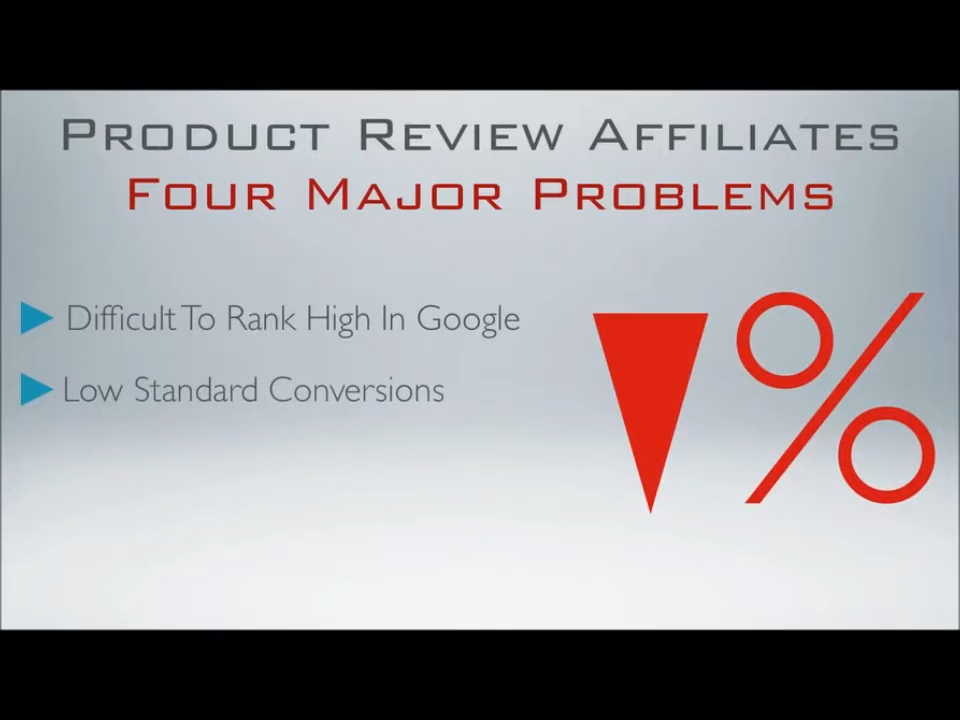 Product Review Affiliates
Four Major Problems
Difficult To Rank High In Google
Low Standard Conversions
%